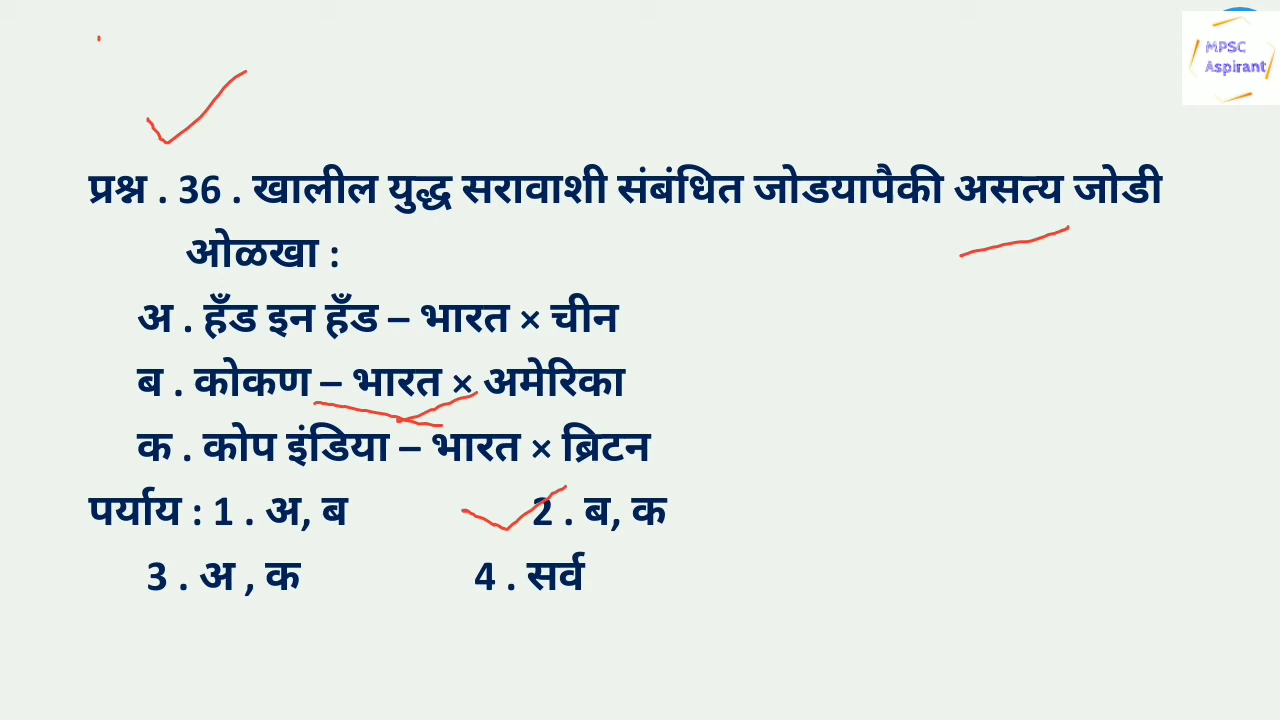 MPSC
Aspirant
प्रश्न . 36 . खालील युद्ध सरावाशी संबंधित जोडयापैकी असत्य जोडी
ओळखा :
अ . हँड इन हँड – भारत × चीन
ब . कोकण – भारत × अमेरिका
क . कोप इंडिया – भारत × ब्रिटन
पर्याय : 1 . अ, ब 2 . ब, क
3 . अ , क 4 . सर्व